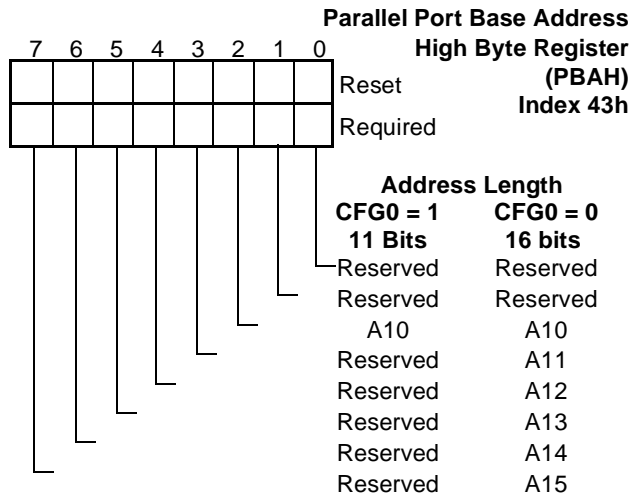 Parallel Port Base Address
High Byte Register
(PBAH)
Index 43h
7 6 5 4 3 2 1 0
Reset
Required
Address Length
CFG0 = 1 CFG0 = 0
11 Bits 16 bits
Reserved Reserved
Reserved Reserved
A10 A10
Reserved A11
Reserved A12
Reserved A13
Reserved A14
Reserved A15